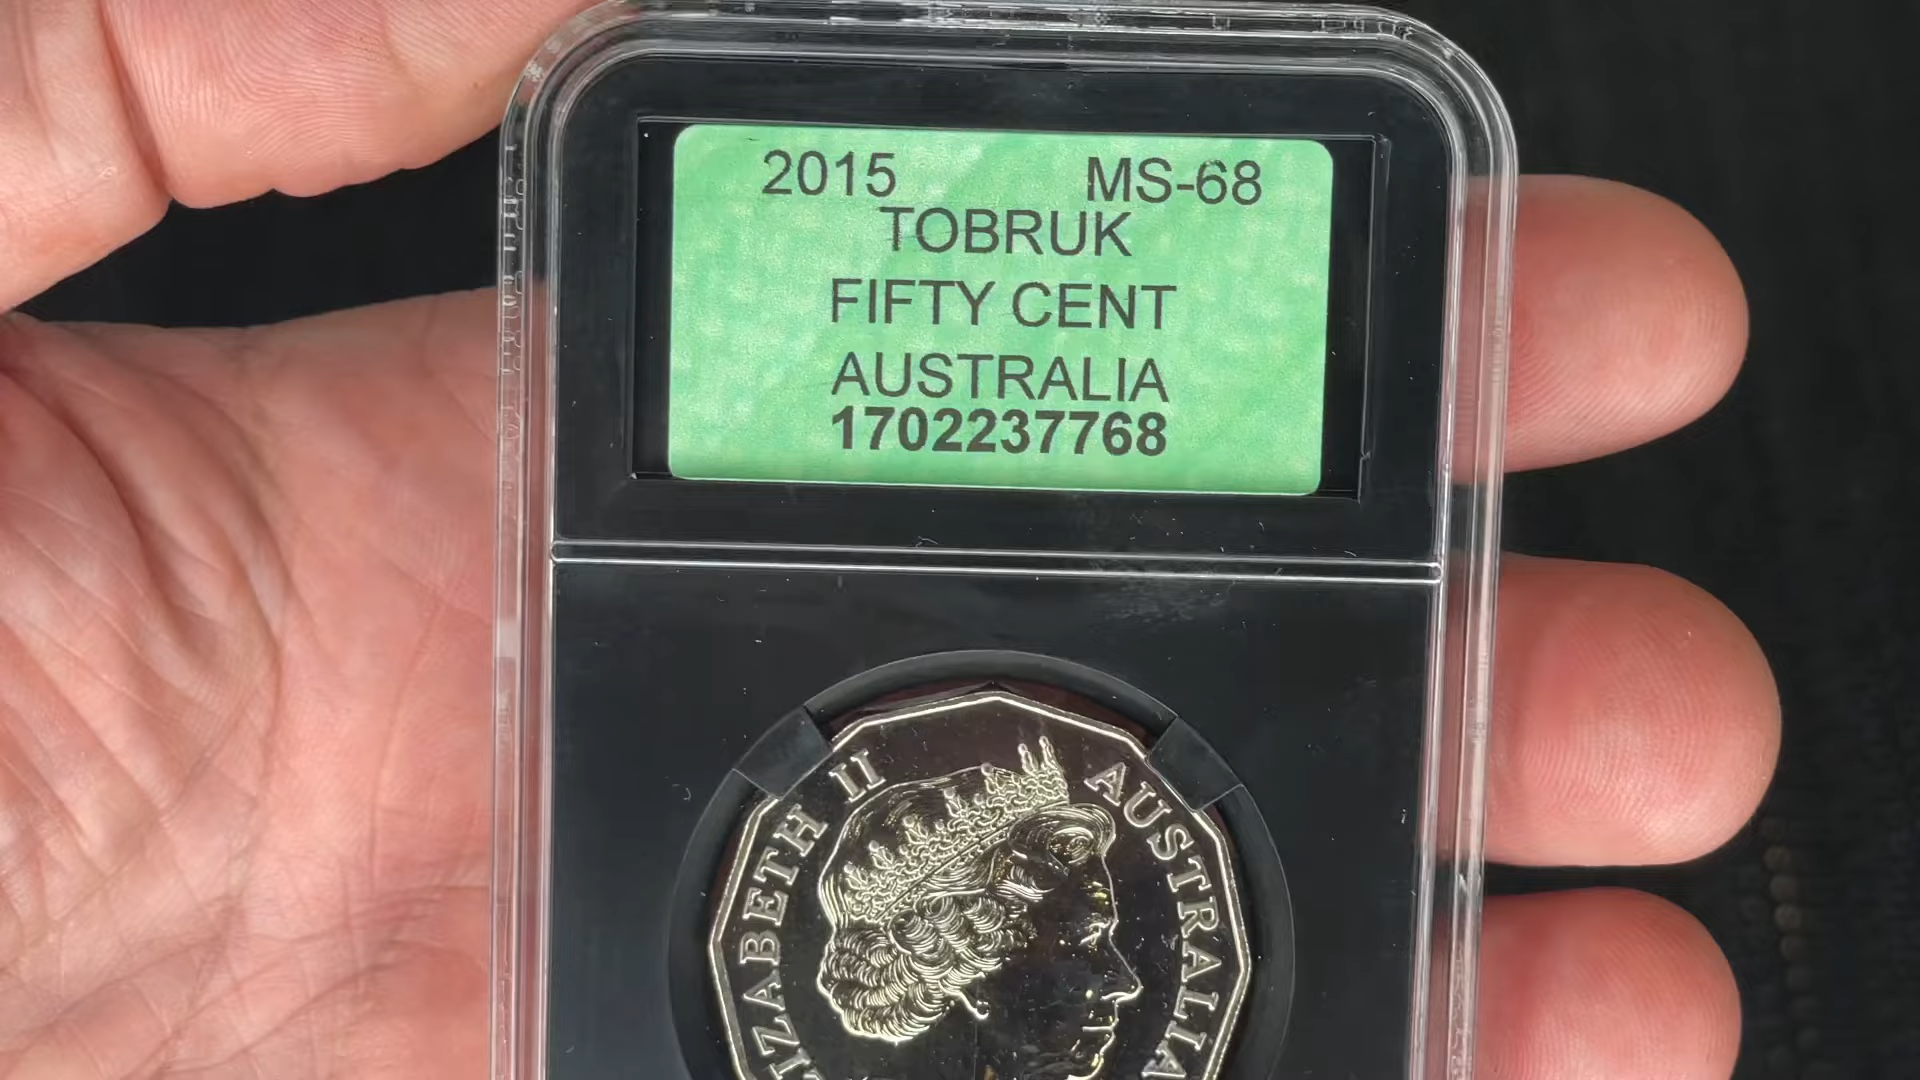 2015 MS-68
TOBRUK
FIFTY CENT
AUSTRALIA
1702237768
ELIZABETH II
AUSTRALIA